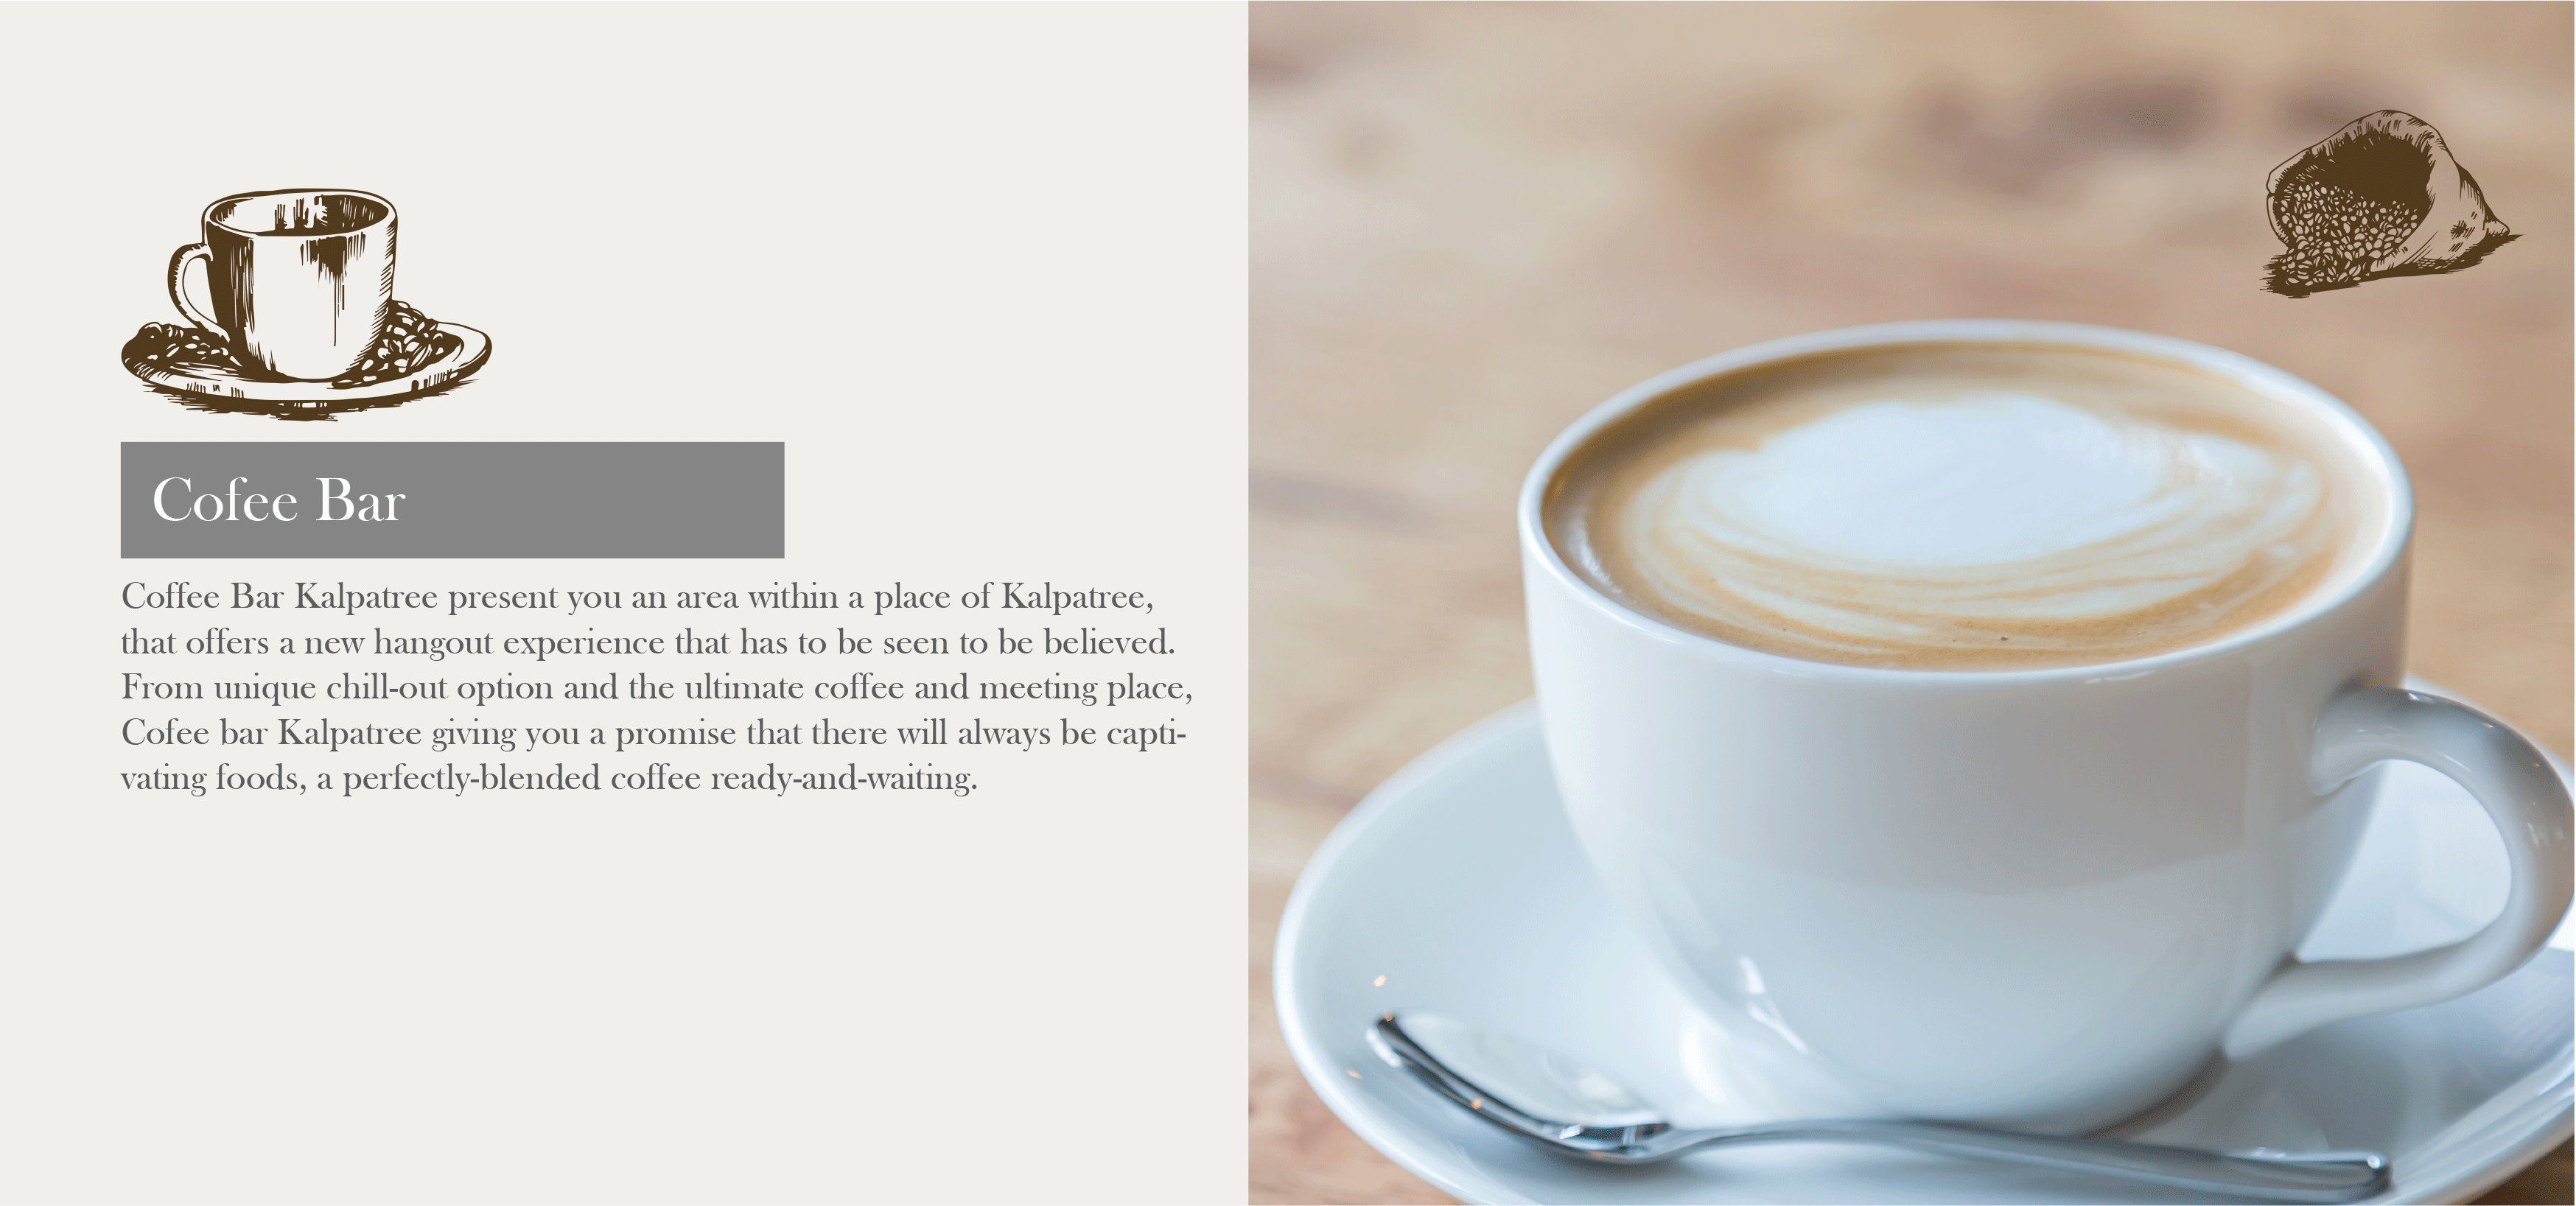 Cofee Bar
Coffee Bar Kalpatree present you an area within a place of Kalpatree,
that offers a new hangout experience that has to be seen to be believed.
From unique chill-out option and the ultimate coffee and meeting place,
Cofee bar Kalpatree giving you a promise that there will always be capti-
vating foods, a perfectly-blended coffee ready-and-waiting.